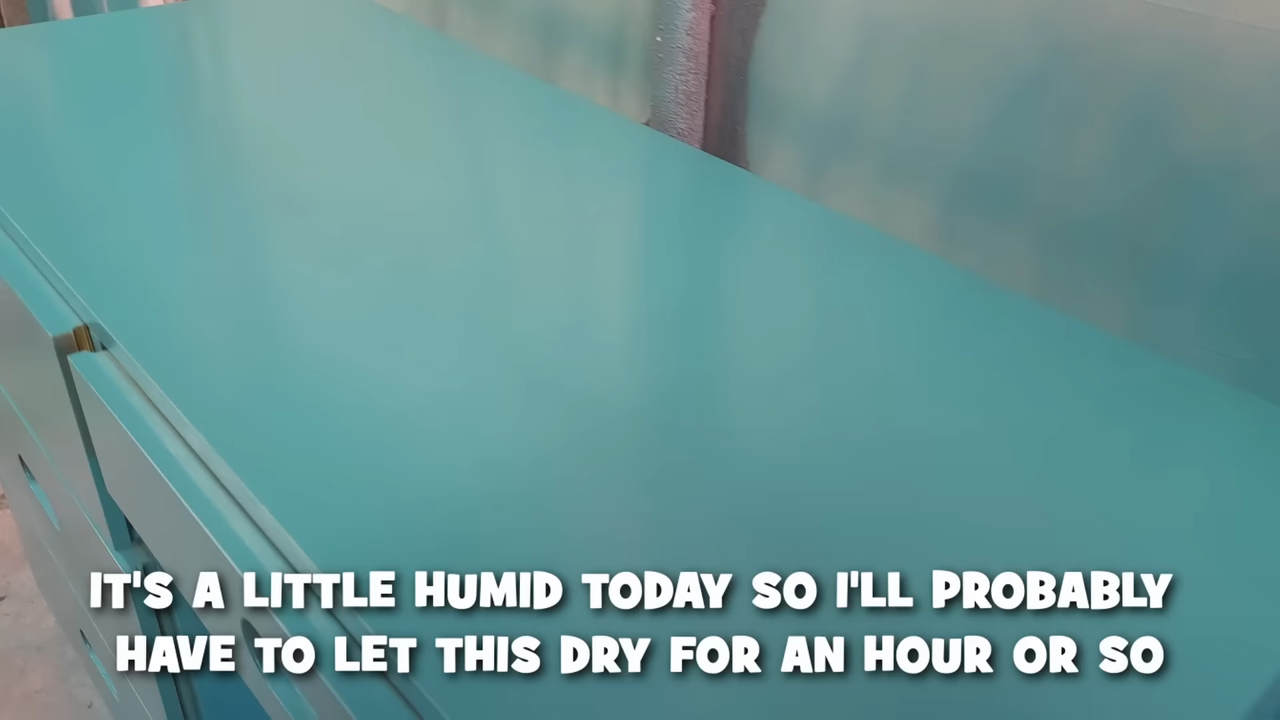 IT'S A LITTLE HUMID TODAY SO I'LL PROBABLY
HAVE TO LET THIS DRY FOR AN HOUR OR SO